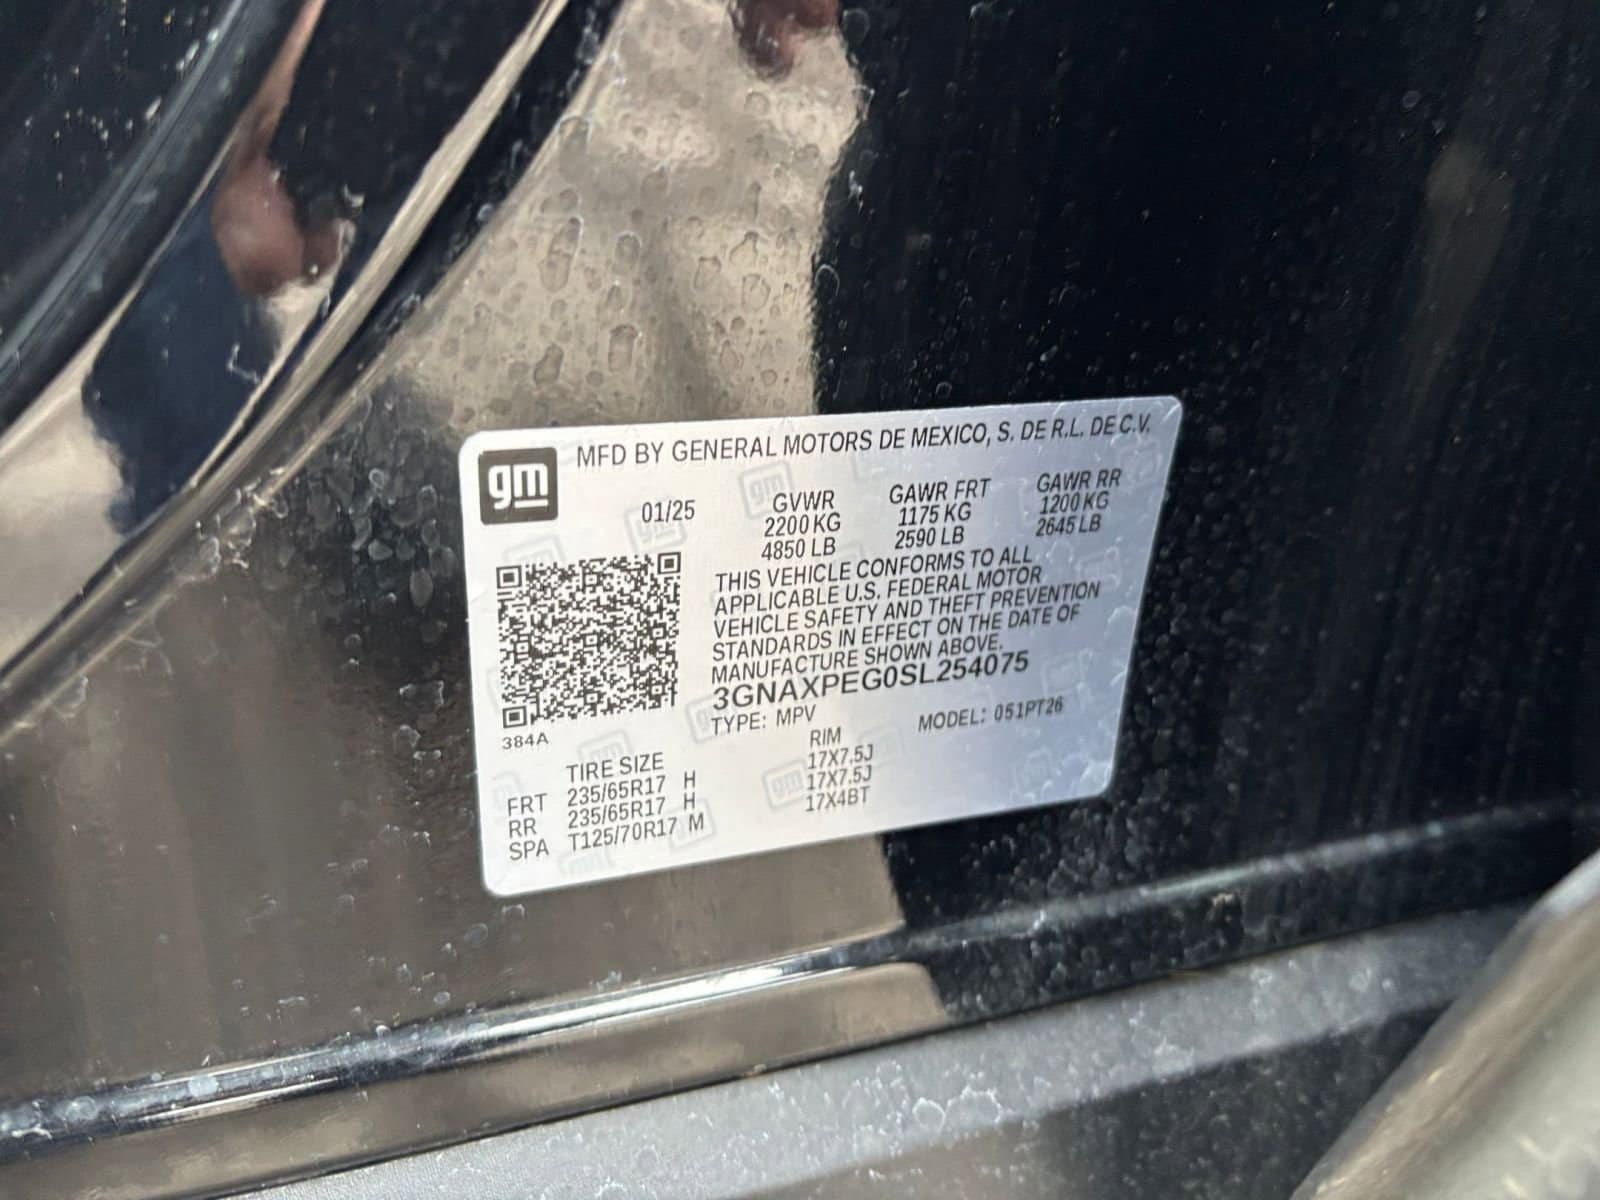 gm
MFD BY GENERAL MOTORS DE MEXICO, S. DE R.L. DE C.V.
01/25
GVWR
2200 KG
4850 LB
GAWR FRT
1175 KG
2590 LB
GAWR RR
1200 KG
2645 LB
THIS VEHICLE CONFORMS TO ALL
APPLICABLE U.S. FEDERAL MOTOR
VEHICLE SAFETY AND THEFT PREVENTION
STANDARDS IN EFFECT ON THE DATE OF
MANUFACTURE SHOWN ABOVE.
3GNAXPEG0SL254075
TYPE: MPV MODEL: 051PT26
384A
TIRE SIZE RIM
FRT 235/65R17 H 17X7.5J
RR 235/65R17 H 17X7.5J
SPA T125/70R17 M 17X4BT